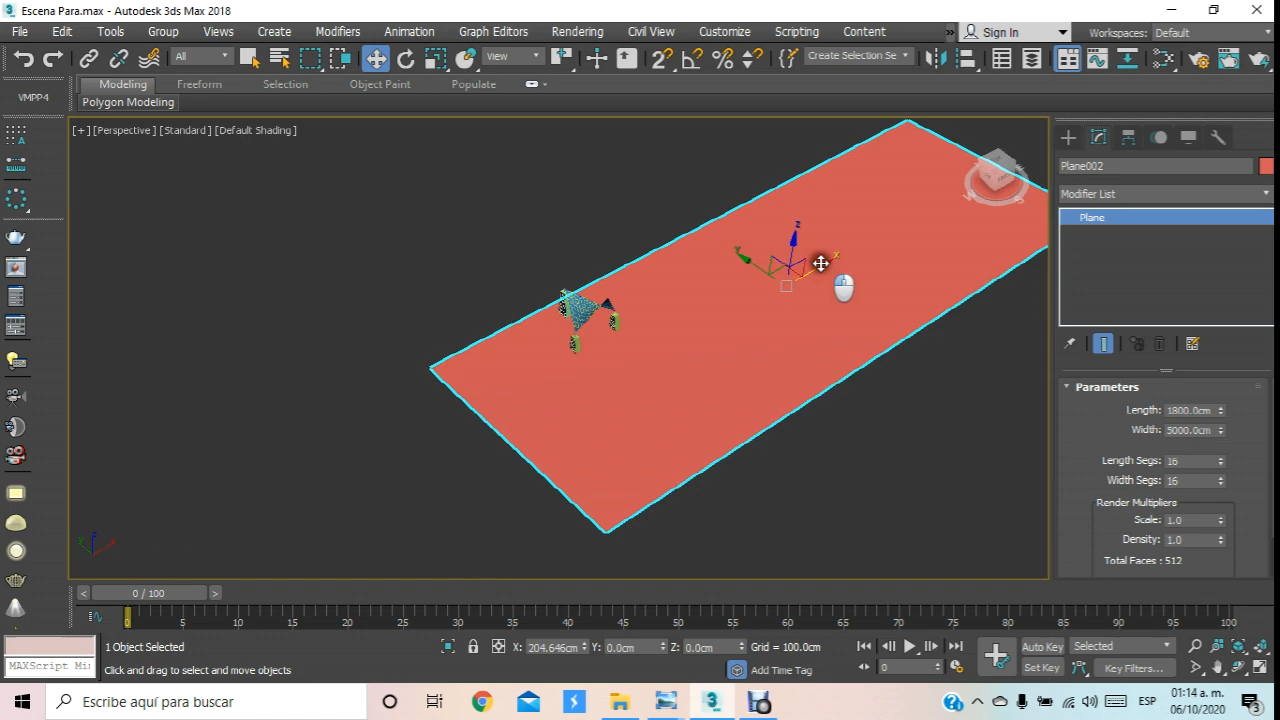 Escena Para.max - Autodesk 3ds Max 2018
File Edit Tools Group Views Create Modifiers Animation Graph Editors Rendering Civil View Customize Scripting Content » Sign In Workspaces: Default
All View Create Selection Se
Modeling Freeform Selection Object Paint Populate
VMPP4
Polygon Modeling
[+] [Perspective] [Standard] [Default Shading]
z
y
x
Plane002
Modifier List
Plane
Parameters
Length: 1800.0cm
Width: 5000.0cm
Length Segs: 16
Width Segs: 16
Render Multipliers
Scale: 1.0
Density: 1.0
Total Faces : 512
< 0 / 100 >
0 5 10 15 20 25 30 35 40 45 50 55 60 65 70 75 80 85 90 95 100
1 Object Selected X: 204.646cm Y: 0.0cm Z: 0.0cm Grid = 100.0cm Auto Key Selected
MAXScript Mi Click and drag to select and move objects Add Time Tag 0 Set Key Key Filters...
Escribe aquí para buscar
ESP
01:14 a. m.
06/10/2020
3